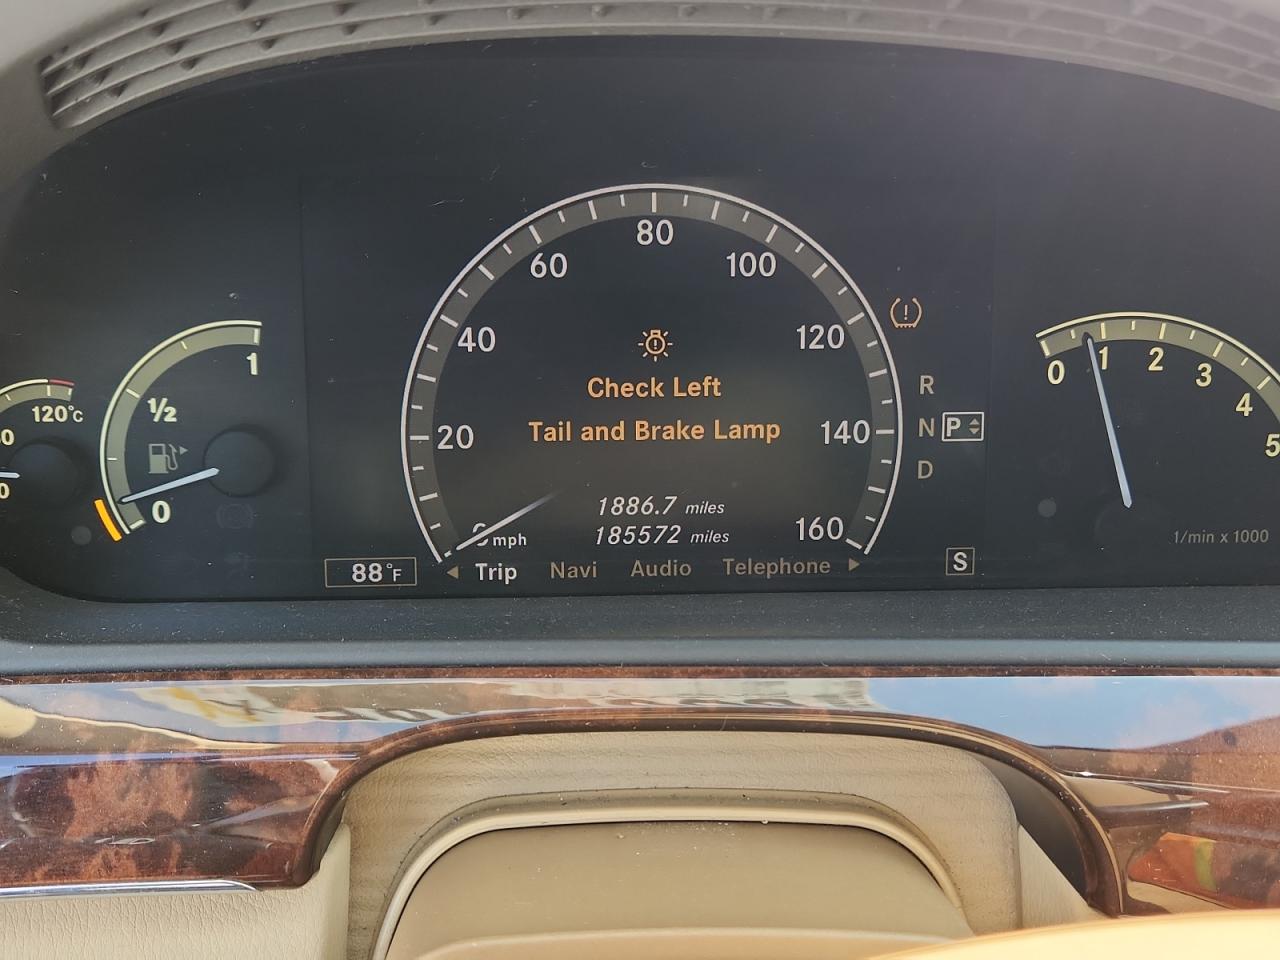 80
60
100
40
120
20
140
160
mph
Check Left
Tail and Brake Lamp
1886.7 miles
185572 miles
88°F
Trip Navi Audio Telephone
1
½
0
120°C
R
N P
D
S
0 1 2 3 4 5
1/min x 1000